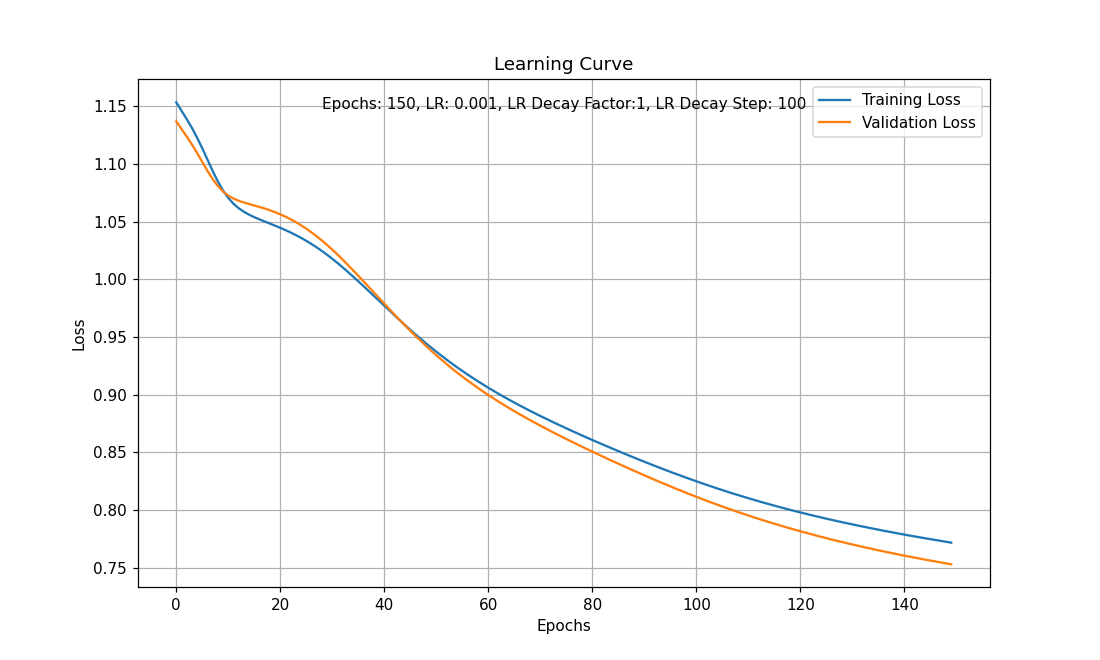 Learning Curve
Epochs: 150, LR: 0.001, LR Decay Factor:1, LR Decay Step: 100
Training Loss
Validation Loss
1.15
1.10
1.05
1.00
0.95
0.90
0.85
0.80
0.75
Loss
0 20 40 60 80 100 120 140
Epochs